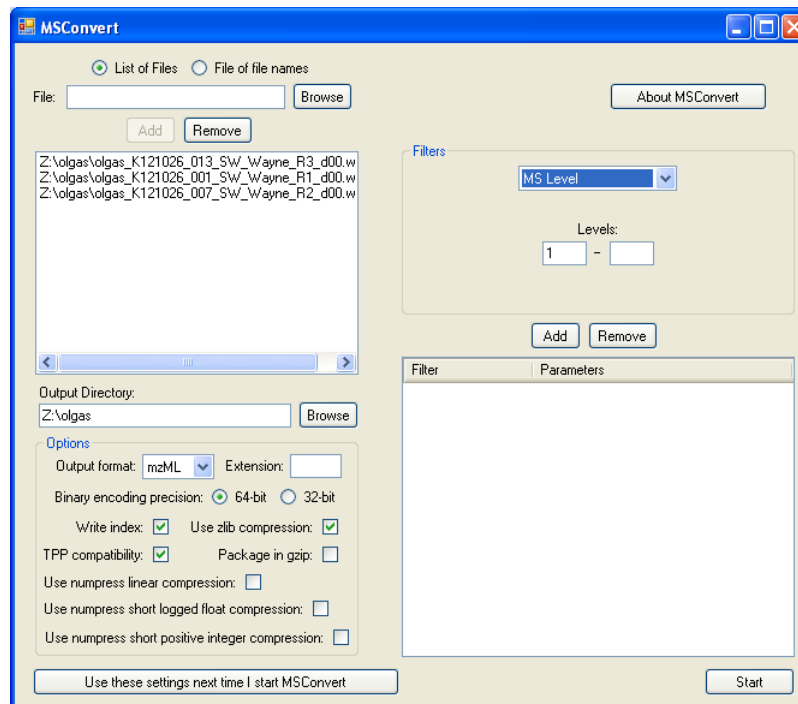 MSConvert
List of Files File of file names
File: Browse
About MSConvert
Add Remove
Z:\olgas\olgas_K121026_013_SW_Wayne_R3_d00.w
Z:\olgas\olgas_K121026_001_SW_Wayne_R1_d00.w
Z:\olgas\olgas_K121026_007_SW_Wayne_R2_d00.w
Filters
MS Level
Levels:
1 -
Add Remove
Filter Parameters
Output Directory:
Z:\olgas Browse
Options
Output format: mzML Extension:
Binary encoding precision: 64-bit 32-bit
Write index: Use zlib compression:
TPP compatibility: Package in gzip:
Use numpress linear compression:
Use numpress short logged float compression:
Use numpress short positive integer compression:
Use these settings next time I start MSConvert
Start